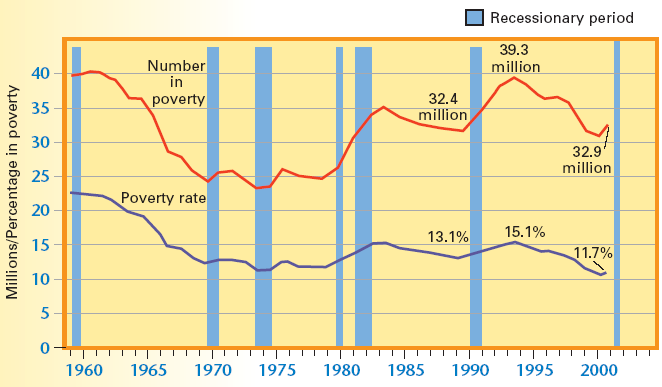 Recessionary period
Millions/Percentage in poverty
40
35
30
25
20
15
10
5
0
Number
in
poverty
39.3
million
32.4
million
32.9
million
Poverty rate
13.1%
15.1%
11.7%
1960 1965 1970 1975 1980 1985 1990 1995 2000